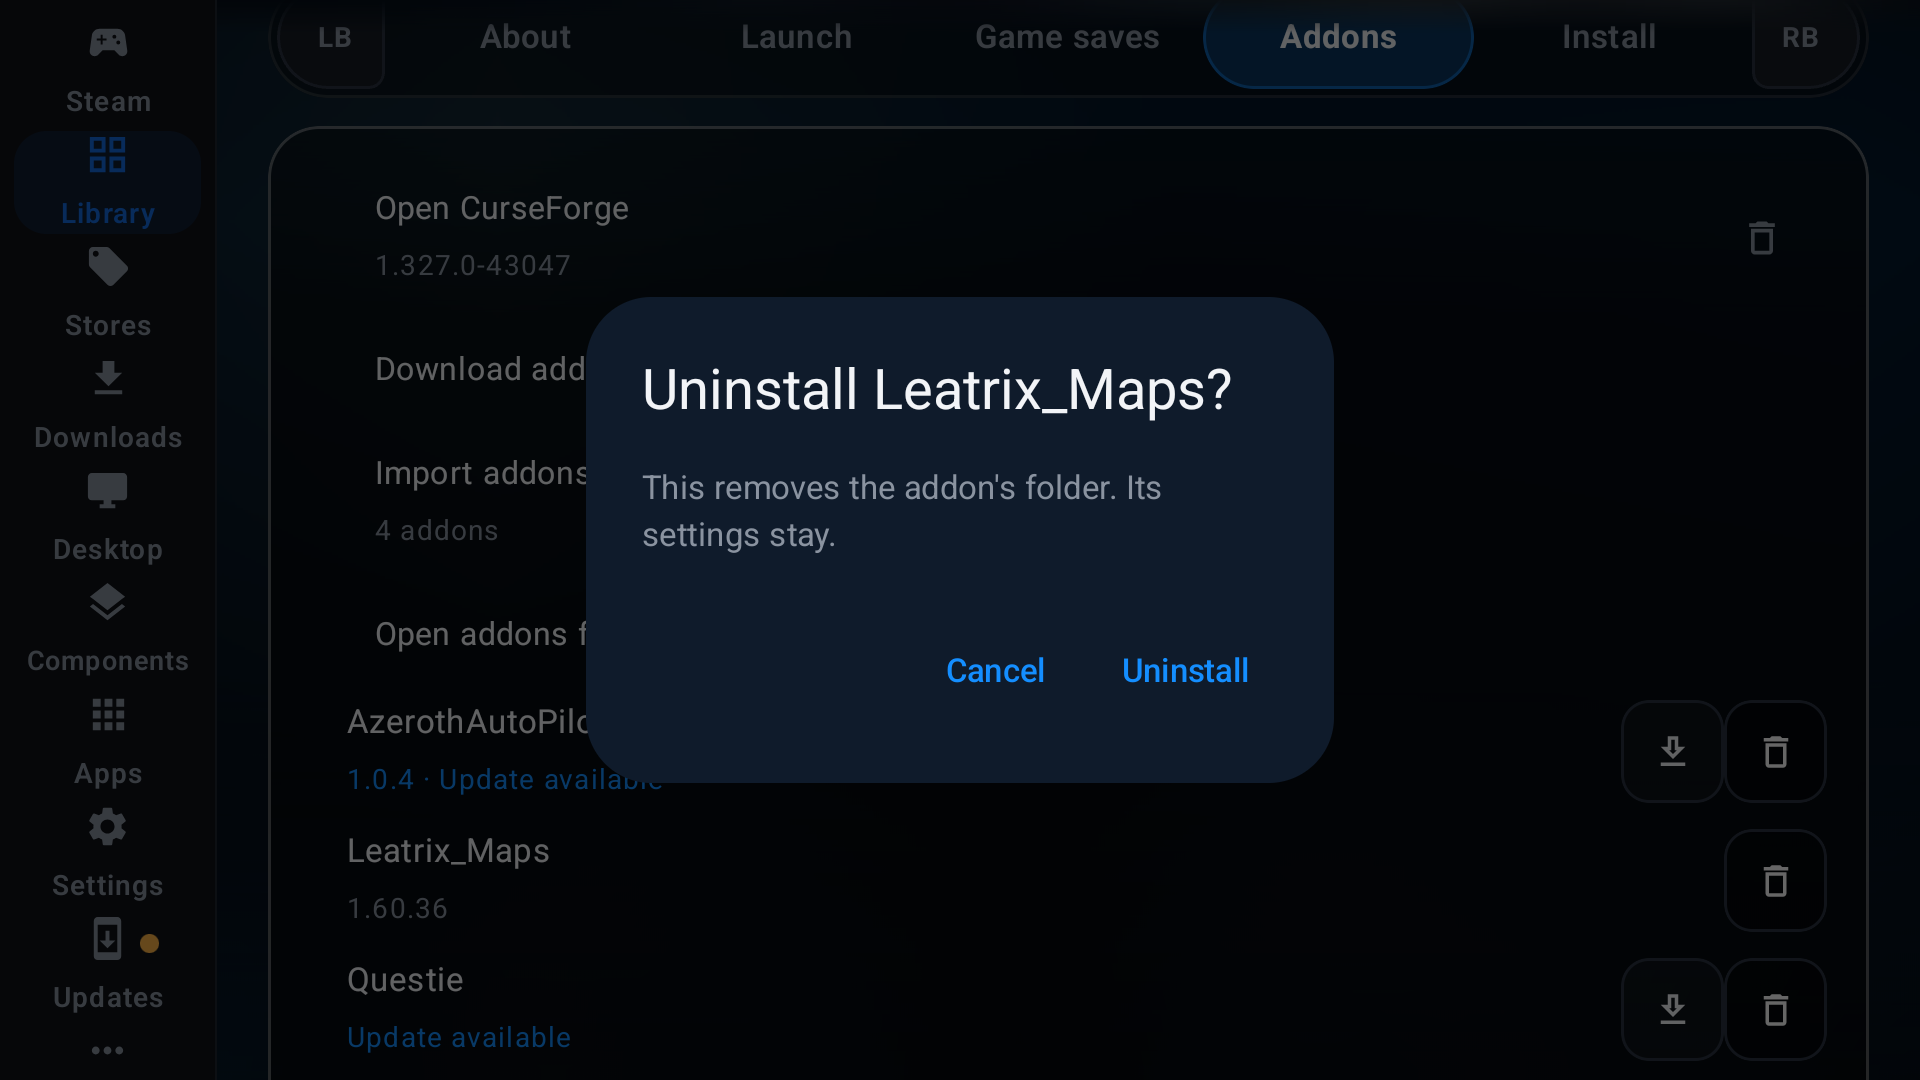 LB
About
Launch
Game saves
Addons
Install
RB
Steam
Library
Stores
Downloads
Desktop
Components
Apps
Settings
Updates
Open CurseForge
1.327.0-43047
Download add
Import addons
4 addons
Open addons f
Uninstall Leatrix_Maps?
This removes the addon's folder. Its
settings stay.
Cancel
Uninstall
AzerothAutoPilo
1.0.4 · Update available
Leatrix_Maps
1.60.36
Questie
Update available